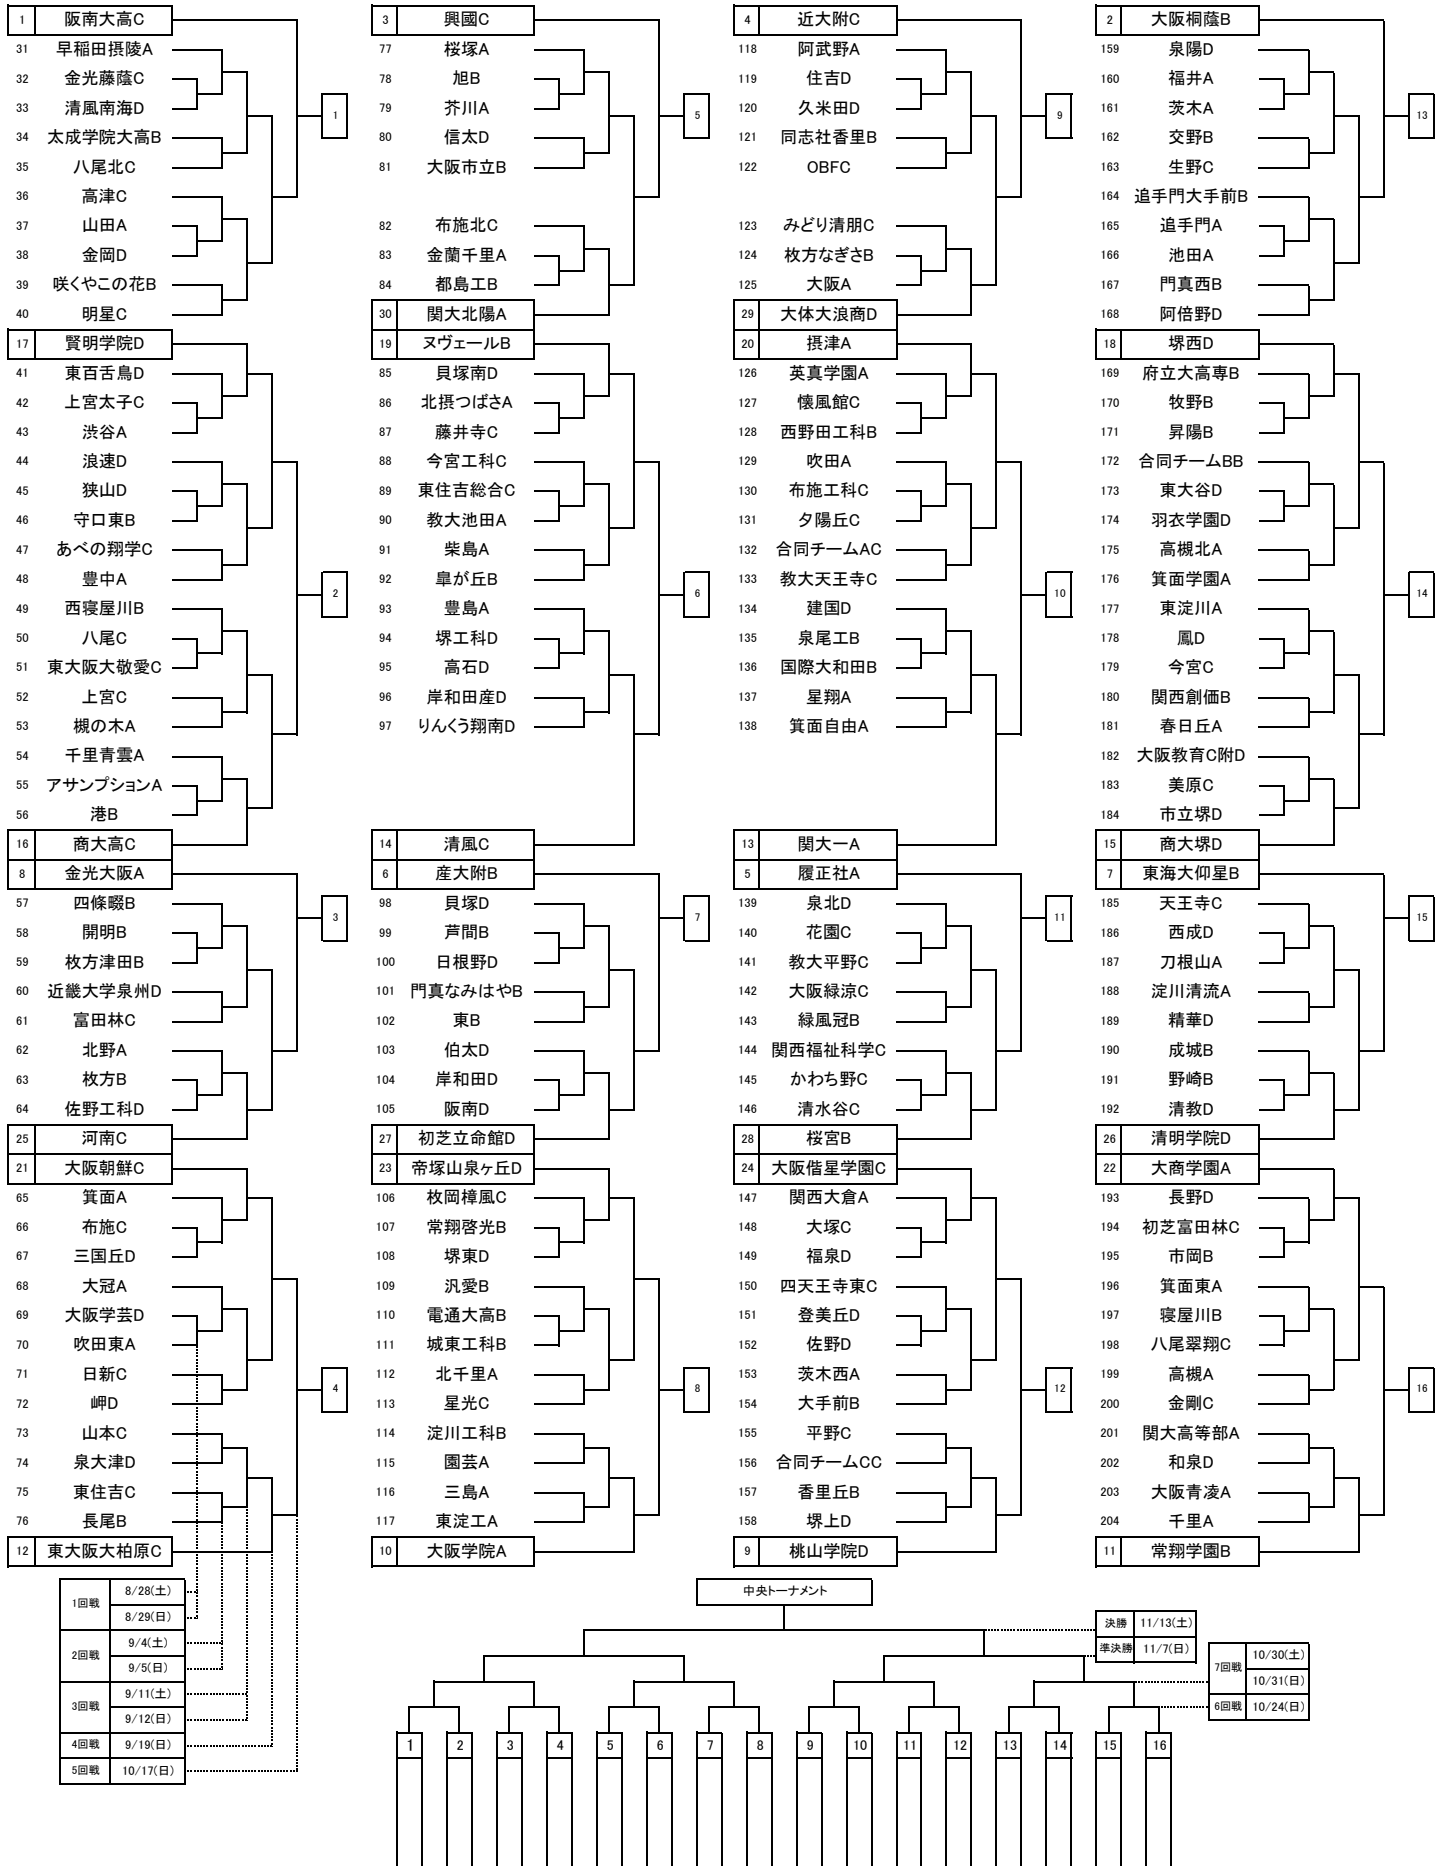 1 阪南大高C
31 早稲田摂陵A
32 金光藤蔭C
33 清風南海D
34 太成学院大高B
35 八尾北C
36 高津C
37 山田A
38 金岡D
39 咲くやこの花B
40 明星C
1
17 賢明学院D
41 東百舌鳥D
42 上宮太子C
43 渋谷A
44 浪速D
45 狭山D
46 守口東B
47 あべの翔学C
48 豊中A
49 西寝屋川B
50 八尾C
51 東大阪大敬愛C
52 上宮C
53 槻の木A
54 千里青雲A
55 アサンプションA
56 港B
16 商大高C
2
8 金光大阪A
57 四條畷B
58 開明B
59 枚方津田B
60 近畿大学泉州D
61 富田林C
62 北野A
63 枚方B
64 佐野工科D
25 河南C
3
21 大阪朝鮮C
65 箕面A
66 布施C
67 三国丘D
68 大冠A
69 大阪学芸D
70 吹田東A
71 日新C
72 岬D
73 山本C
74 泉大津D
75 東住吉C
76 長尾B
12 東大阪大柏原C
4
3 興國C
77 桜塚A
78 旭B
79 芥川A
80 信太D
81 大阪市立B
82 布施北C
83 金蘭千里A
84 都島工B
30 関大北陽A
5
19 ヌヴェールB
85 貝塚南D
86 北摂つばさA
87 藤井寺C
88 今宮工科C
89 東住吉総合C
90 教大池田A
91 柴島A
92 皐が丘B
93 豊島A
94 堺工科D
95 高石D
96 岸和田産D
97 りんくう翔南D
14 清風C
6
6 産大附B
98 貝塚D
99 芦間B
100 日根野D
101 門真なみはやB
102 東B
103 伯太D
104 岸和田D
105 阪南D
27 初芝立命館D
7
23 帝塚山泉ヶ丘D
106 枚岡樟風C
107 常翔啓光B
108 堺東D
109 汎愛B
110 電通大高B
111 城東工科B
112 北千里A
113 星光C
114 淀川工科B
115 園芸A
116 三島A
117 東淀工A
10 大阪学院A
8
4 近大附C
118 阿武野A
119 住吉D
120 久米田D
121 同志社香里B
122 OBFC
123 みどり清朋C
124 枚方なぎさB
125 大阪A
29 大体大浪商D
9
20 摂津A
126 英真学園A
127 懐風館C
128 西野田工科B
129 吹田A
130 布施工科C
131 夕陽丘C
132 合同チームAC
133 教大天王寺C
134 建国D
135 泉尾工B
136 国際大和田B
137 星翔A
138 箕面自由A
13 関大一A
10
5 履正社A
139 泉北D
140 花園C
141 教大平野C
142 大阪緑涼C
143 緑風冠B
144 関西福祉科学C
145 かわち野C
146 清水谷C
28 桜宮B
11
24 大阪偕星学園C
147 関西大倉A
148 大塚C
149 福泉D
150 四天王寺東C
151 登美丘D
152 佐野D
153 茨木西A
154 大手前B
155 平野C
156 合同チームCC
157 香里丘B
158 堺上D
9 桃山学院D
12
2 大阪桐蔭B
159 泉陽D
160 福井A
161 茨木A
162 交野B
163 生野C
164 追手門大手前B
165 追手門A
166 池田A
167 門真西B
168 阿倍野D
13
18 堺西D
169 府立大高専B
170 牧野B
171 昇陽B
172 合同チームBB
173 東大谷D
174 羽衣学園D
175 高槻北A
176 箕面学園A
177 東淀川A
178 鳳D
179 今宮C
180 関西創価B
181 春日丘A
182 大阪教育C附D
183 美原C
184 市立堺D
15 商大堺D
14
7 東海大仰星B
185 天王寺C
186 西成D
187 刀根山A
188 淀川清流A
189 精華D
190 成城B
191 野崎B
192 清教D
26 清明学院D
15
22 大商学園A
193 長野D
194 初芝富田林C
195 市岡B
196 箕面東A
197 寝屋川B
198 八尾翠翔C
199 高槻A
200 金剛C
201 関大高等部A
202 和泉D
203 大阪青凌A
204 千里A
11 常翔学園B
16
1回戦 8/28(土)
8/29(日)
2回戦 9/4(土)
9/5(日)
3回戦 9/11(土)
9/12(日)
4回戦 9/19(日)
5回戦 10/17(日)
中央トーナメント
決勝 11/13(土)
準決勝 11/7(日)
7回戦 10/30(土)
10/31(日)
6回戦 10/24(日)
1 2 3 4 5 6 7 8 9 10 11 12 13 14 15 16